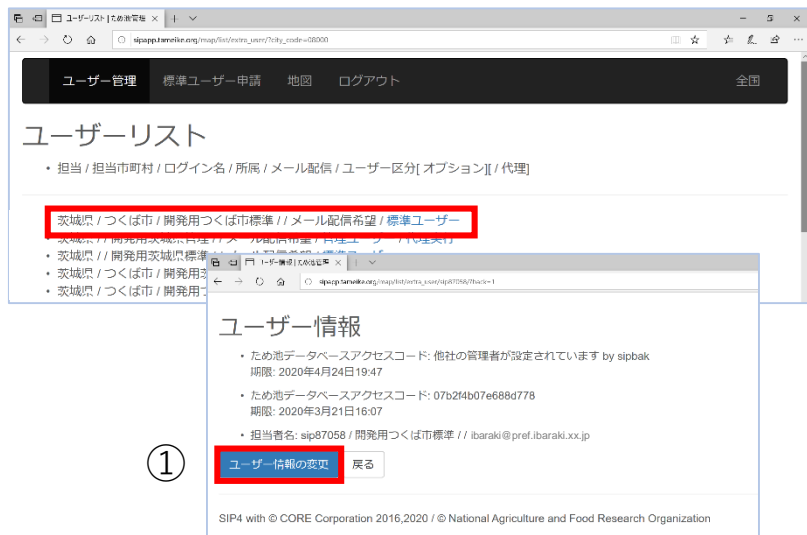 ユーザーリスト | ため池管理
sipapp.tameike.org/map/list/extra_user/?city_code=08000
ユーザー管理 標準ユーザー申請 地図 ログアウト 全国
ユーザーリスト
・担当 / 担当市町村 / ログイン名 / 所属 / メール配信 / ユーザー区分[ オプション][ / 代理]
茨城県 / つくば市 / 開発用つくば市標準 / / メール配信希望 / 標準ユーザー
・茨城県 / / 開発用茨城県管理 / / メール配信希望 / 管理ユーザー / 代理実行
・茨城県 / / 開発用茨城県標準 / / メール配信希望 / 標準ユーザー
・茨城県 / つくば市 / 開発用茨
・茨城県 / つくば市 / 開発用つ
ユーザー情報 | ため池管理
sipapp.tameike.org/map/list/extra_user/sip87058/?back=1
ユーザー情報
・ため池データベースアクセスコード: 他社の管理者が設定されています by sipbak
期限: 2020年4月24日19:47
・ため池データベースアクセスコード: 07b2f4b07e688d778
期限: 2020年3月21日16:07
・担当者名: sip87058 / 開発用つくば市標準 / / ibaraki@pref.ibaraki.xx.jp
① ユーザー情報の変更 戻る
SIP4 with © CORE Corporation 2016,2020 / © National Agriculture and Food Research Organization